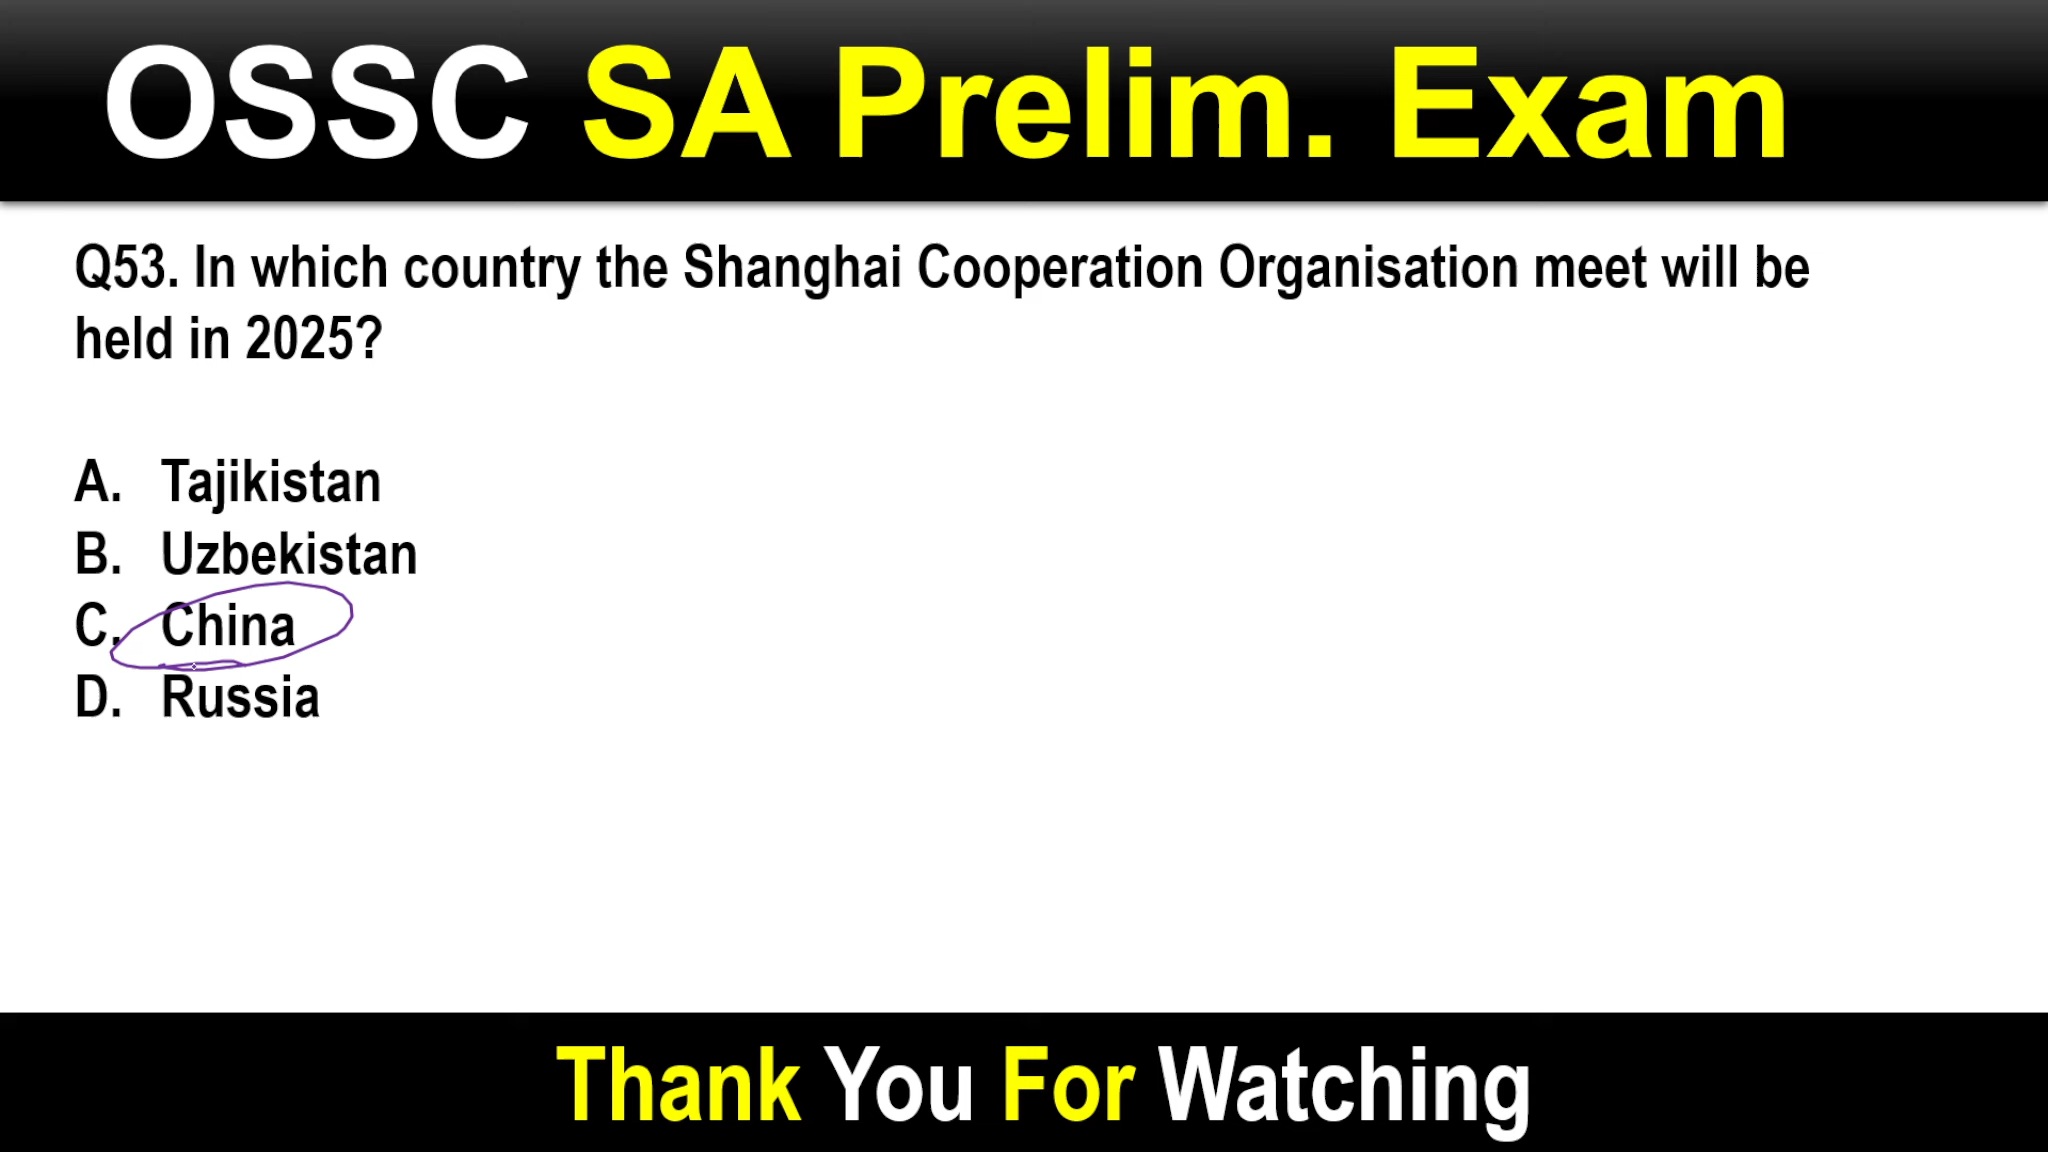 OSSC SA Prelim. Exam
Q53. In which country the Shanghai Cooperation Organisation meet will be
held in 2025?
A. Tajikistan
B. Uzbekistan
C. China
D. Russia
Thank You For Watching